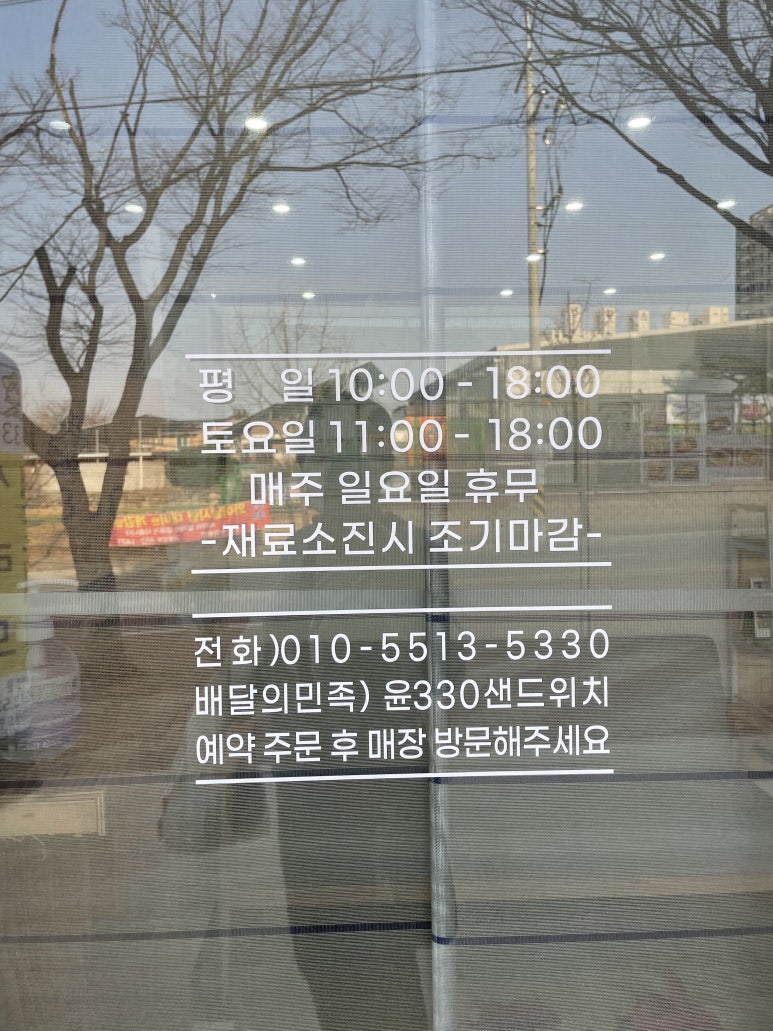 평 일 10:00 - 18:00
토요일 11:00 - 18:00
매주 일요일 휴무
-재료소진시 조기마감-
전화)010-5513-5330
배달의민족) 윤330샌드위치
예약 주문 후 매장 방문해주세요